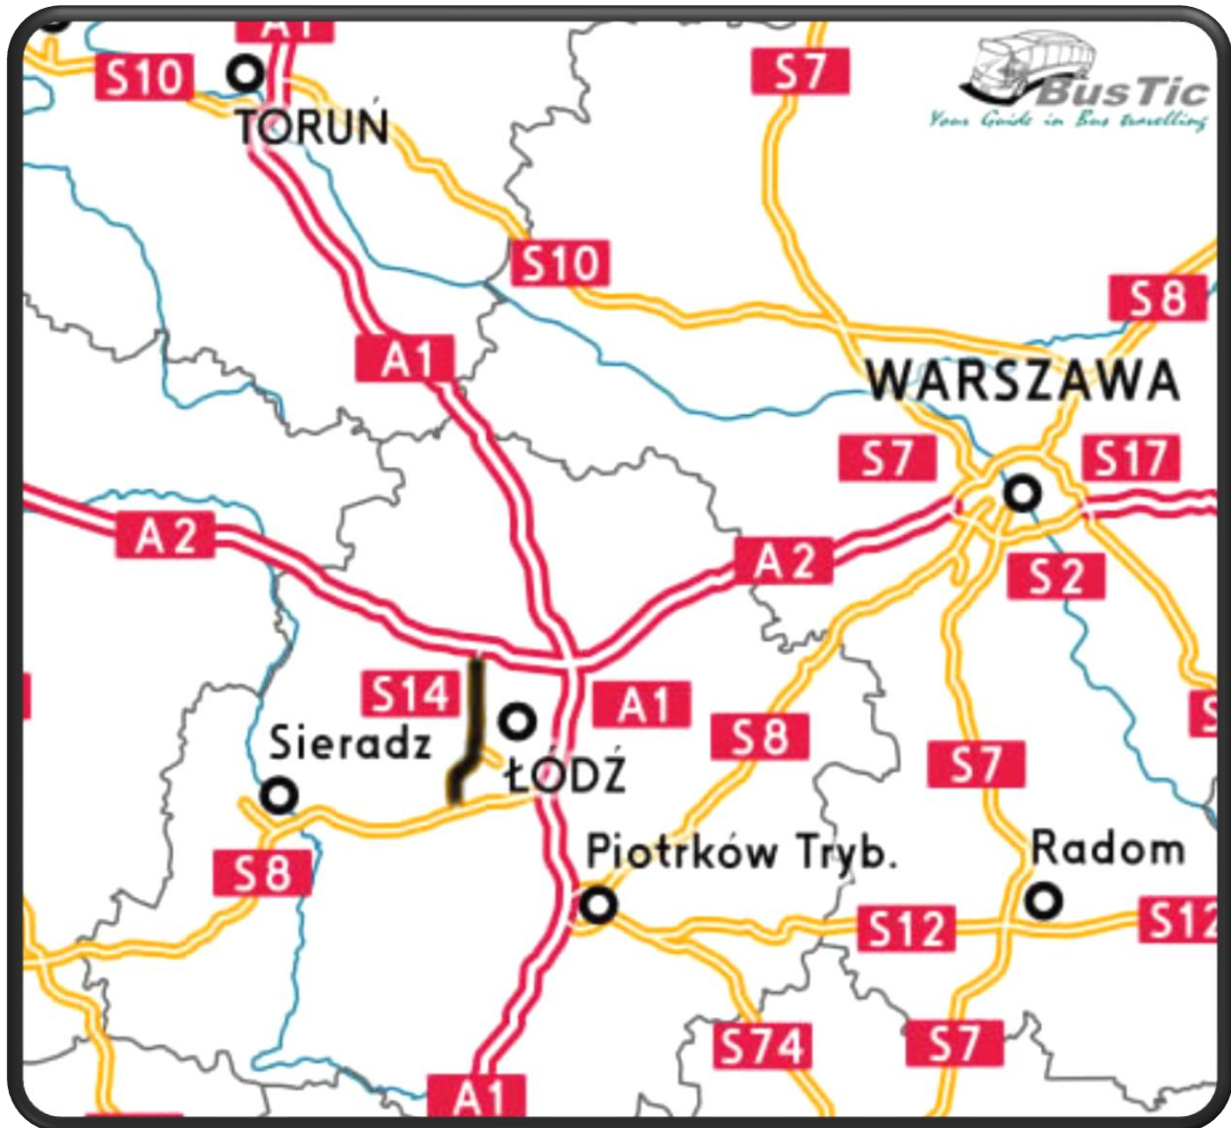 A1
S10
TORUŃ
S7
BusTic
Your Guide in Bus travelling
S10
S8
A1
WARSZAWA
S7
S17
A2
A2
S2
S14
A1
Sieradz
S8
ŁÓDŹ
S7
Piotrków Tryb.
Radom
S8
S12
S12
S74
S7
A1